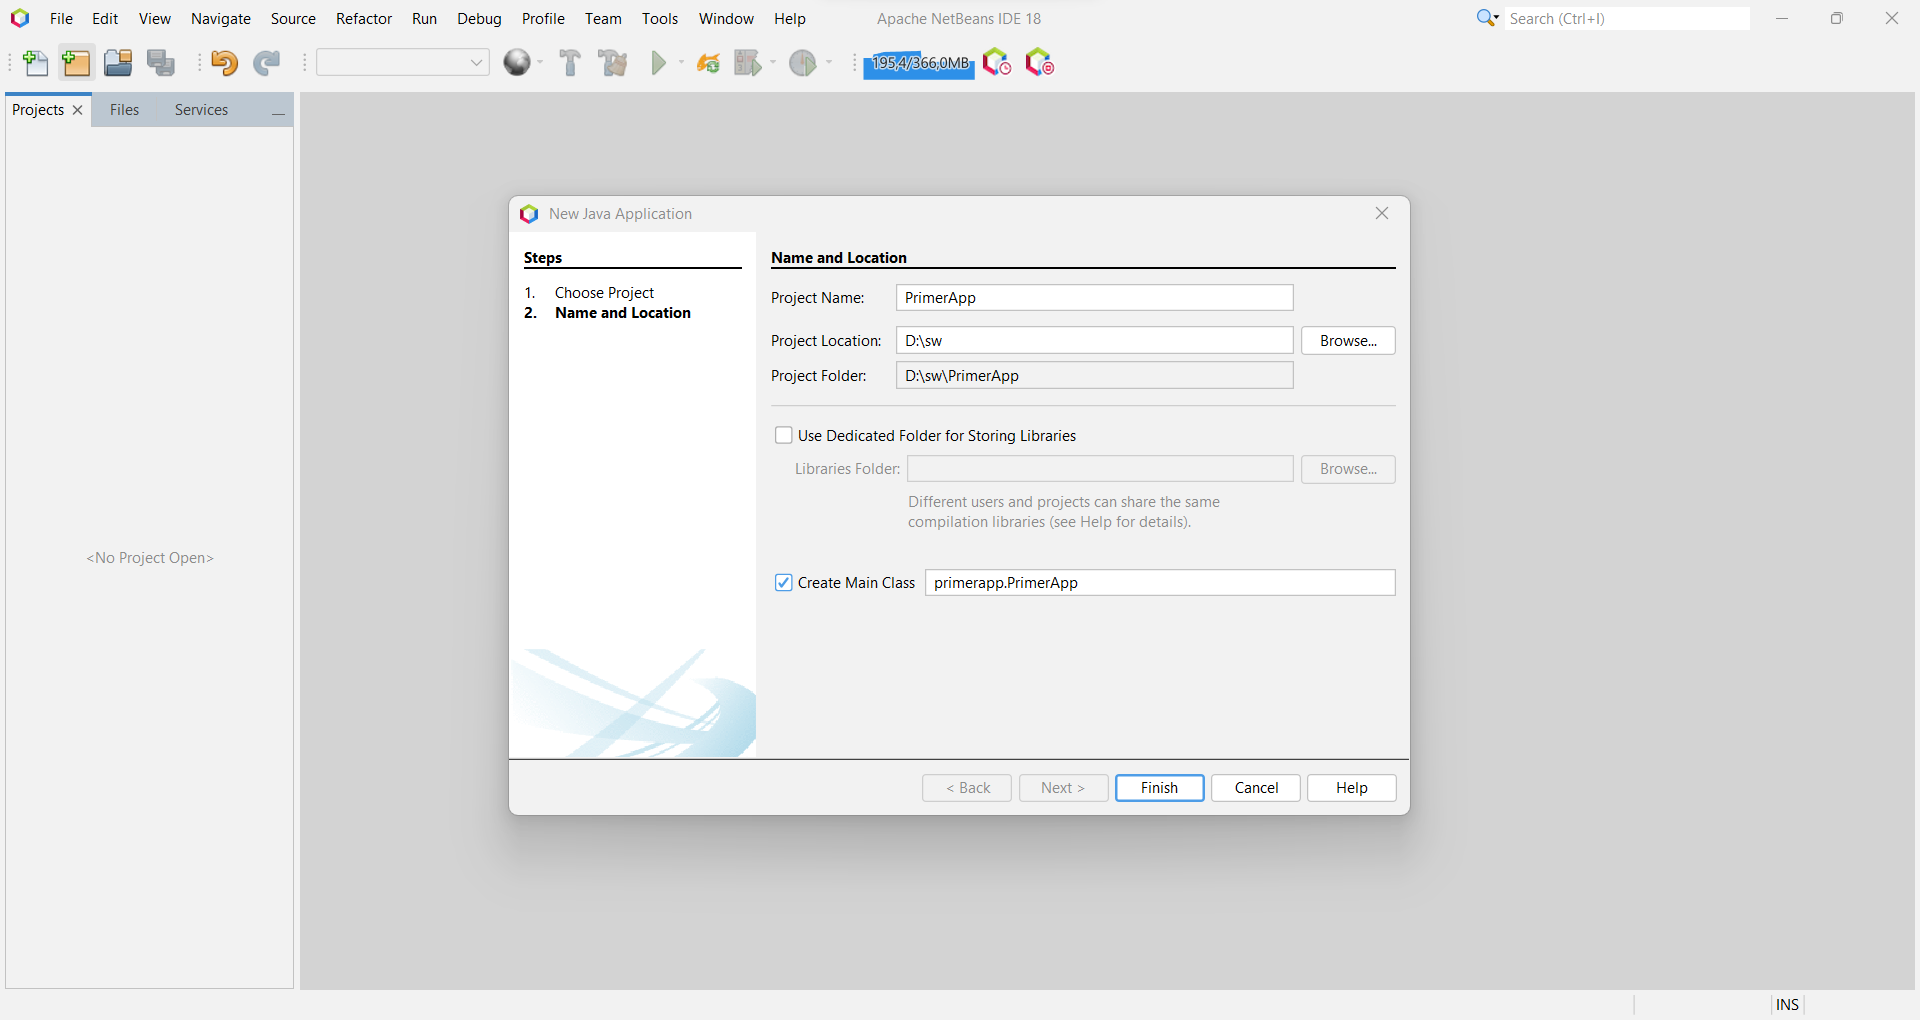 File Edit View Navigate Source Refactor Run Debug Profile Team Tools Window Help Apache NetBeans IDE 18 Search (Ctrl+I)
195,4/366,0MB
Projects Files Services
<No Project Open>
New Java Application
Steps
1. Choose Project
2. Name and Location
Name and Location
Project Name: PrimerApp
Project Location: D:\sw Browse...
Project Folder: D:\sw\PrimerApp
Use Dedicated Folder for Storing Libraries
Libraries Folder: Browse...
Different users and projects can share the same
compilation libraries (see Help for details).
Create Main Class primerapp.PrimerApp
< Back Next > Finish Cancel Help
INS